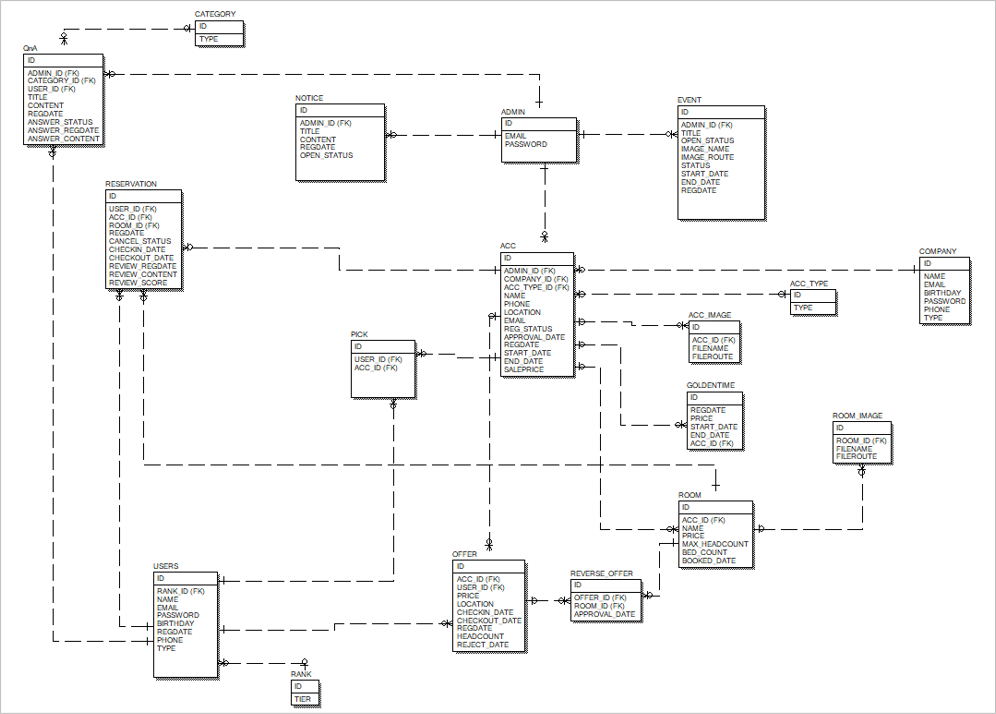 CATEGORY
ID
TYPE
QnA
ID
ADMIN_ID (FK)
CATEGORY_ID (FK)
USER_ID (FK)
TITLE
CONTENT
REGDATE
ANSWER_STATUS
ANSWER_REGDATE
ANSWER_CONTENT
NOTICE
ID
ADMIN_ID (FK)
TITLE
CONTENT
REGDATE
OPEN_STATUS
ADMIN
ID
EMAIL
PASSWORD
EVENT
ID
ADMIN_ID (FK)
TITLE
OPEN_STATUS
IMAGE_NAME
IMAGE_ROUTE
STATUS
START_DATE
END_DATE
REGDATE
RESERVATION
ID
USER_ID (FK)
ACC_ID (FK)
ROOM_ID (FK)
REGDATE
CANCEL_STATUS
CHECKIN_DATE
CHECKOUT_DATE
REVIEW_REGDATE
REVIEW_CONTENT
REVIEW_SCORE
ACC
ID
ADMIN_ID (FK)
COMPANY_ID (FK)
ACC_TYPE_ID (FK)
NAME
PHONE
LOCATION
EMAIL
REG_STATUS
APPROVAL_DATE
REGDATE
START_DATE
END_DATE
SALEPRICE
COMPANY
ID
NAME
EMAIL
BIRTHDAY
PASSWORD
PHONE
TYPE
ACC_TYPE
ID
TYPE
ACC_IMAGE
ID
ACC_ID (FK)
FILENAME
FILEROUTE
PICK
ID
USER_ID (FK)
ACC_ID (FK)
GOLDENTIME
ID
REGDATE
PRICE
START_DATE
END_DATE
ACC_ID (FK)
ROOM_IMAGE
ID
ROOM_ID (FK)
FILENAME
FILEROUTE
ROOM
ID
ACC_ID (FK)
NAME
PRICE
MAX_HEADCOUNT
BED_COUNT
BOOKED_DATE
OFFER
ID
ACC_ID (FK)
USER_ID (FK)
PRICE
LOCATION
CHECKIN_DATE
CHECKOUT_DATE
REGDATE
HEADCOUNT
REJECT_DATE
REVERSE_OFFER
ID
OFFER_ID (FK)
ROOM_ID (FK)
APPROVAL_DATE
USERS
ID
RANK_ID (FK)
NAME
EMAIL
PASSWORD
BIRTHDAY
REGDATE
PHONE
TYPE
RANK
ID
TIER